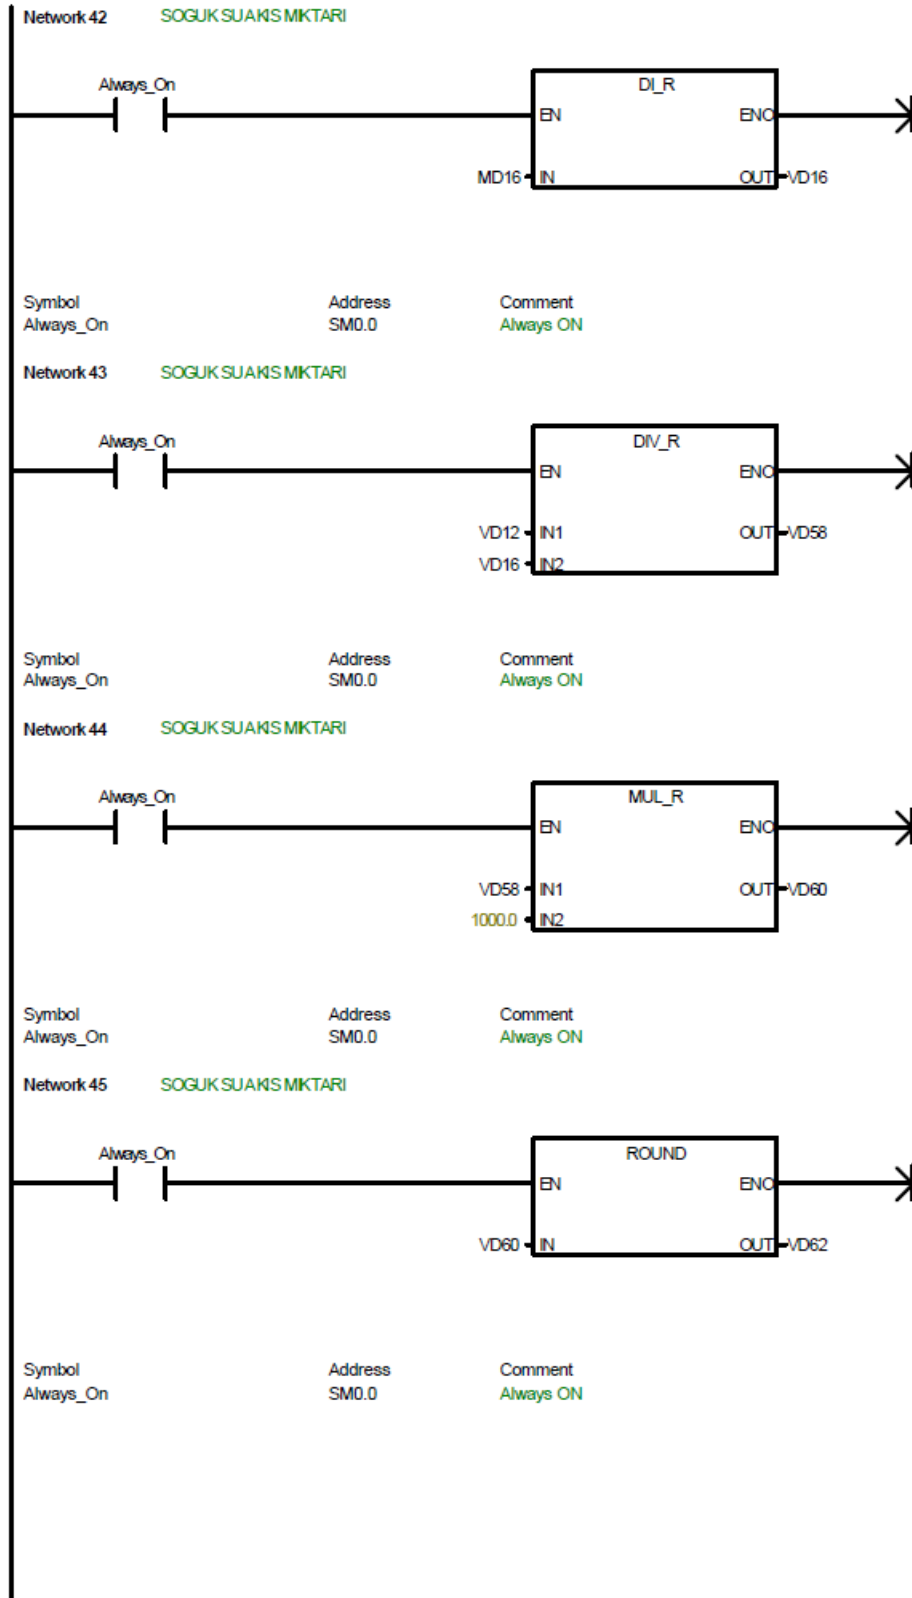 Network 42 SOGUK SU AKIS MIKTARI
Always_On
DI_R
EN ENO
MD16 IN OUT VD16
Symbol Address Comment
Always_On SM0.0 Always ON
Network 43 SOGUK SU AKIS MIKTARI
Always_On
DIV_R
EN ENO
VD12 IN1 OUT VD58
VD16 IN2
Symbol Address Comment
Always_On SM0.0 Always ON
Network 44 SOGUK SU AKIS MIKTARI
Always_On
MUL_R
EN ENO
VD58 IN1 OUT VD60
1000.0 IN2
Symbol Address Comment
Always_On SM0.0 Always ON
Network 45 SOGUK SU AKIS MIKTARI
Always_On
ROUND
EN ENO
VD60 IN OUT VD62
Symbol Address Comment
Always_On SM0.0 Always ON